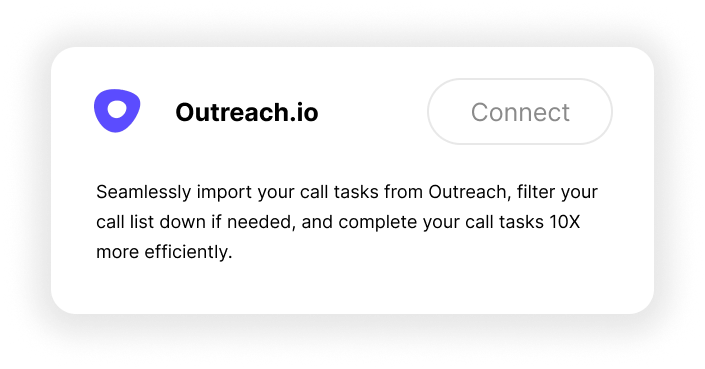 Outreach.io
Connect
Seamlessly import your call tasks from Outreach, filter your
call list down if needed, and complete your call tasks 10X
more efficiently.